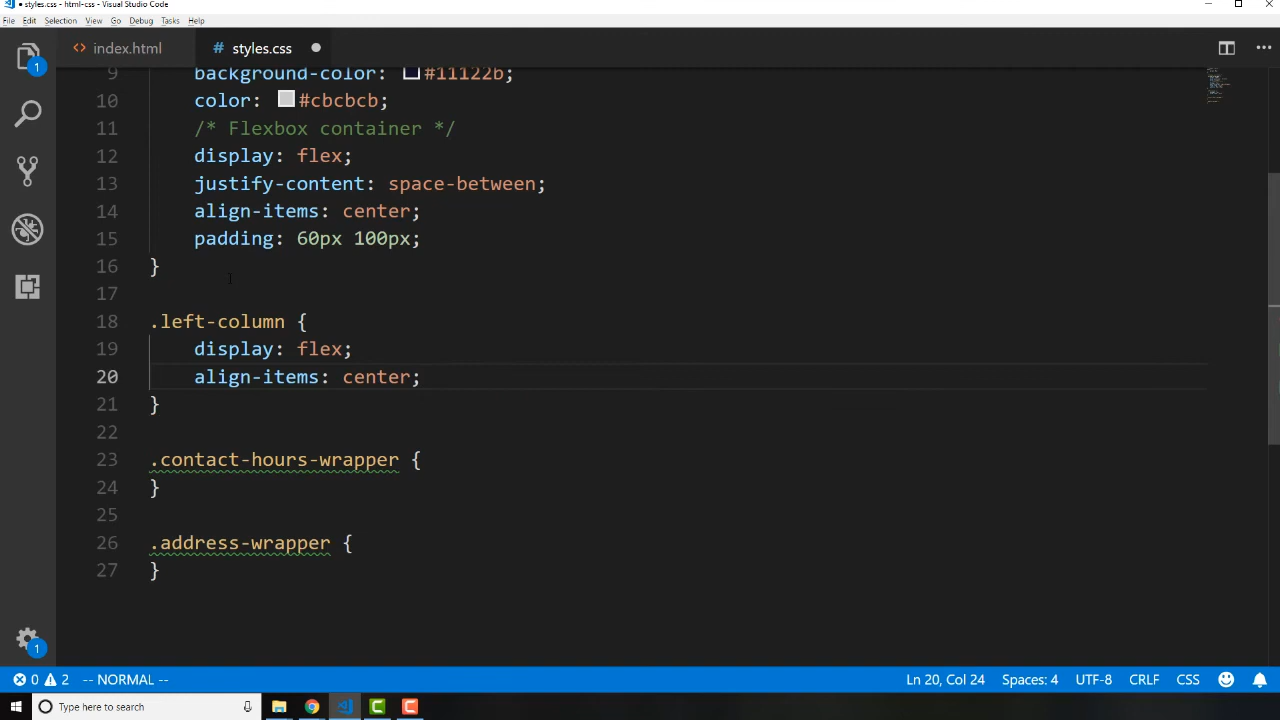 • styles.css - html-css - Visual Studio Code
File Edit Selection View Go Debug Tasks Help
<> index.html # styles.css ●
9 background-color: #11122b;
10 color: #cbcbcb;
11 /* Flexbox container */
12 display: flex;
13 justify-content: space-between;
14 align-items: center;
15 padding: 60px 100px;
16 }
17
18 .left-column {
19 display: flex;
20 align-items: center;
21 }
22
23 .contact-hours-wrapper {
24 }
25
26 .address-wrapper {
27 }
1
1
0 2 -- NORMAL -- Ln 20, Col 24 Spaces: 4 UTF-8 CRLF CSS
Type here to search